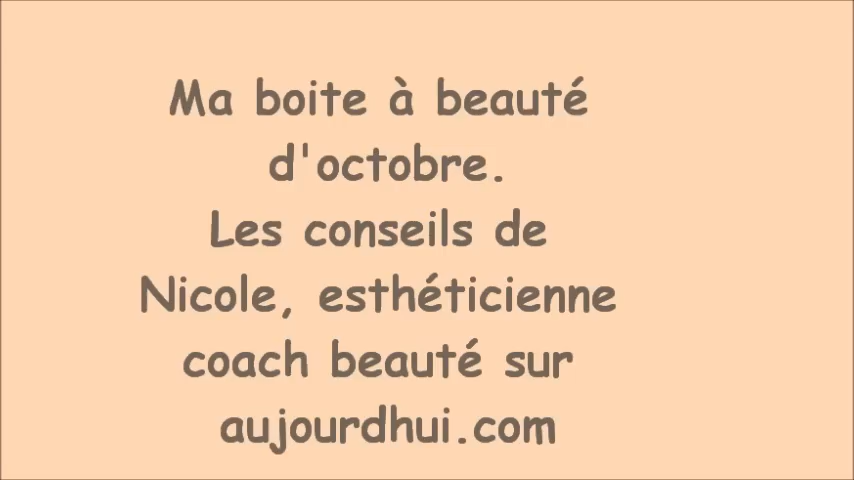 Ma boite à beauté
d'octobre.
Les conseils de
Nicole, esthéticienne
coach beauté sur
aujourdhui.com